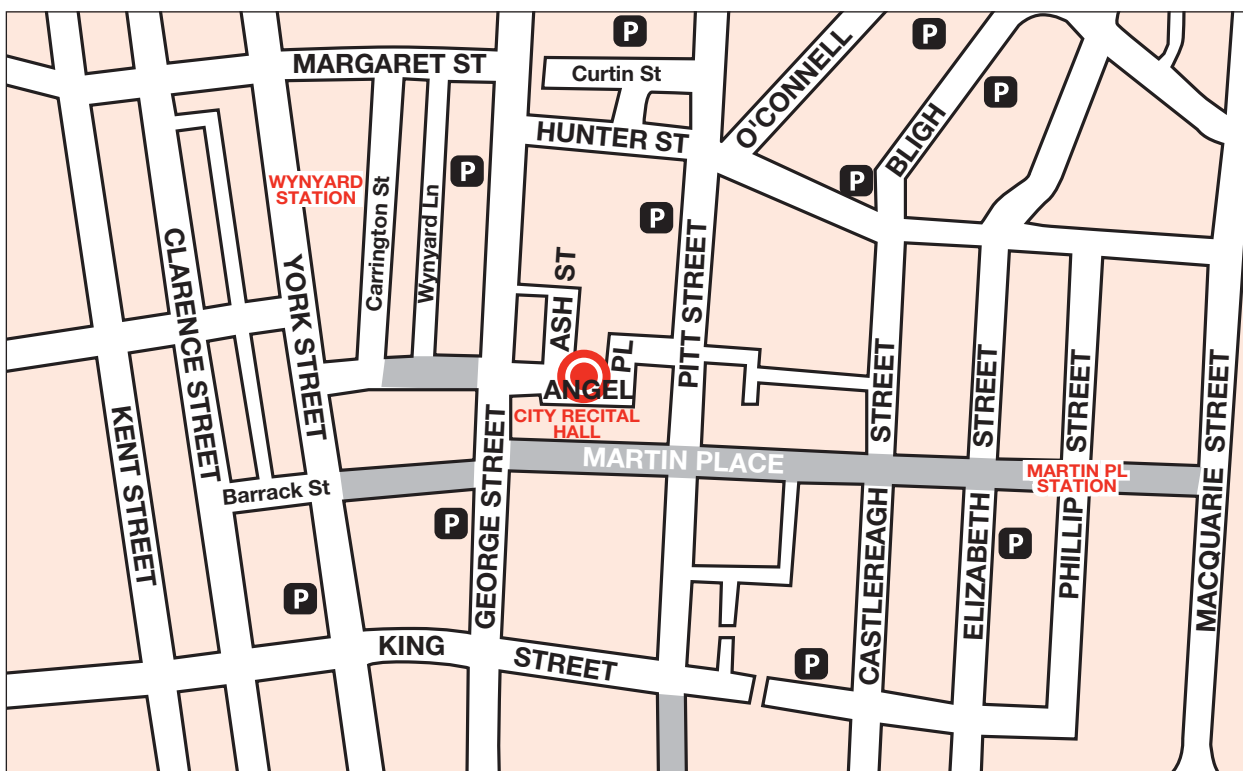 P
P
P
O'CONNELL
MARGARET ST
Curtin St
HUNTER ST
BLIGH
P
P
P
WYNYARD
STATION
Carrington St
Wynyard Ln
CLARENCE STREET
YORK STREET
ASH ST
PITT STREET
ANGEL PL
CITY RECITAL
HALL
MARTIN PLACE
MARTIN PL
STATION
KENT STREET
Barrack St
GEORGE STREET
CASTLEREAGH STREET
ELIZABETH STREET
PHILLIP STREET
MACQUARIE STREET
P
P
P
P
KING STREET